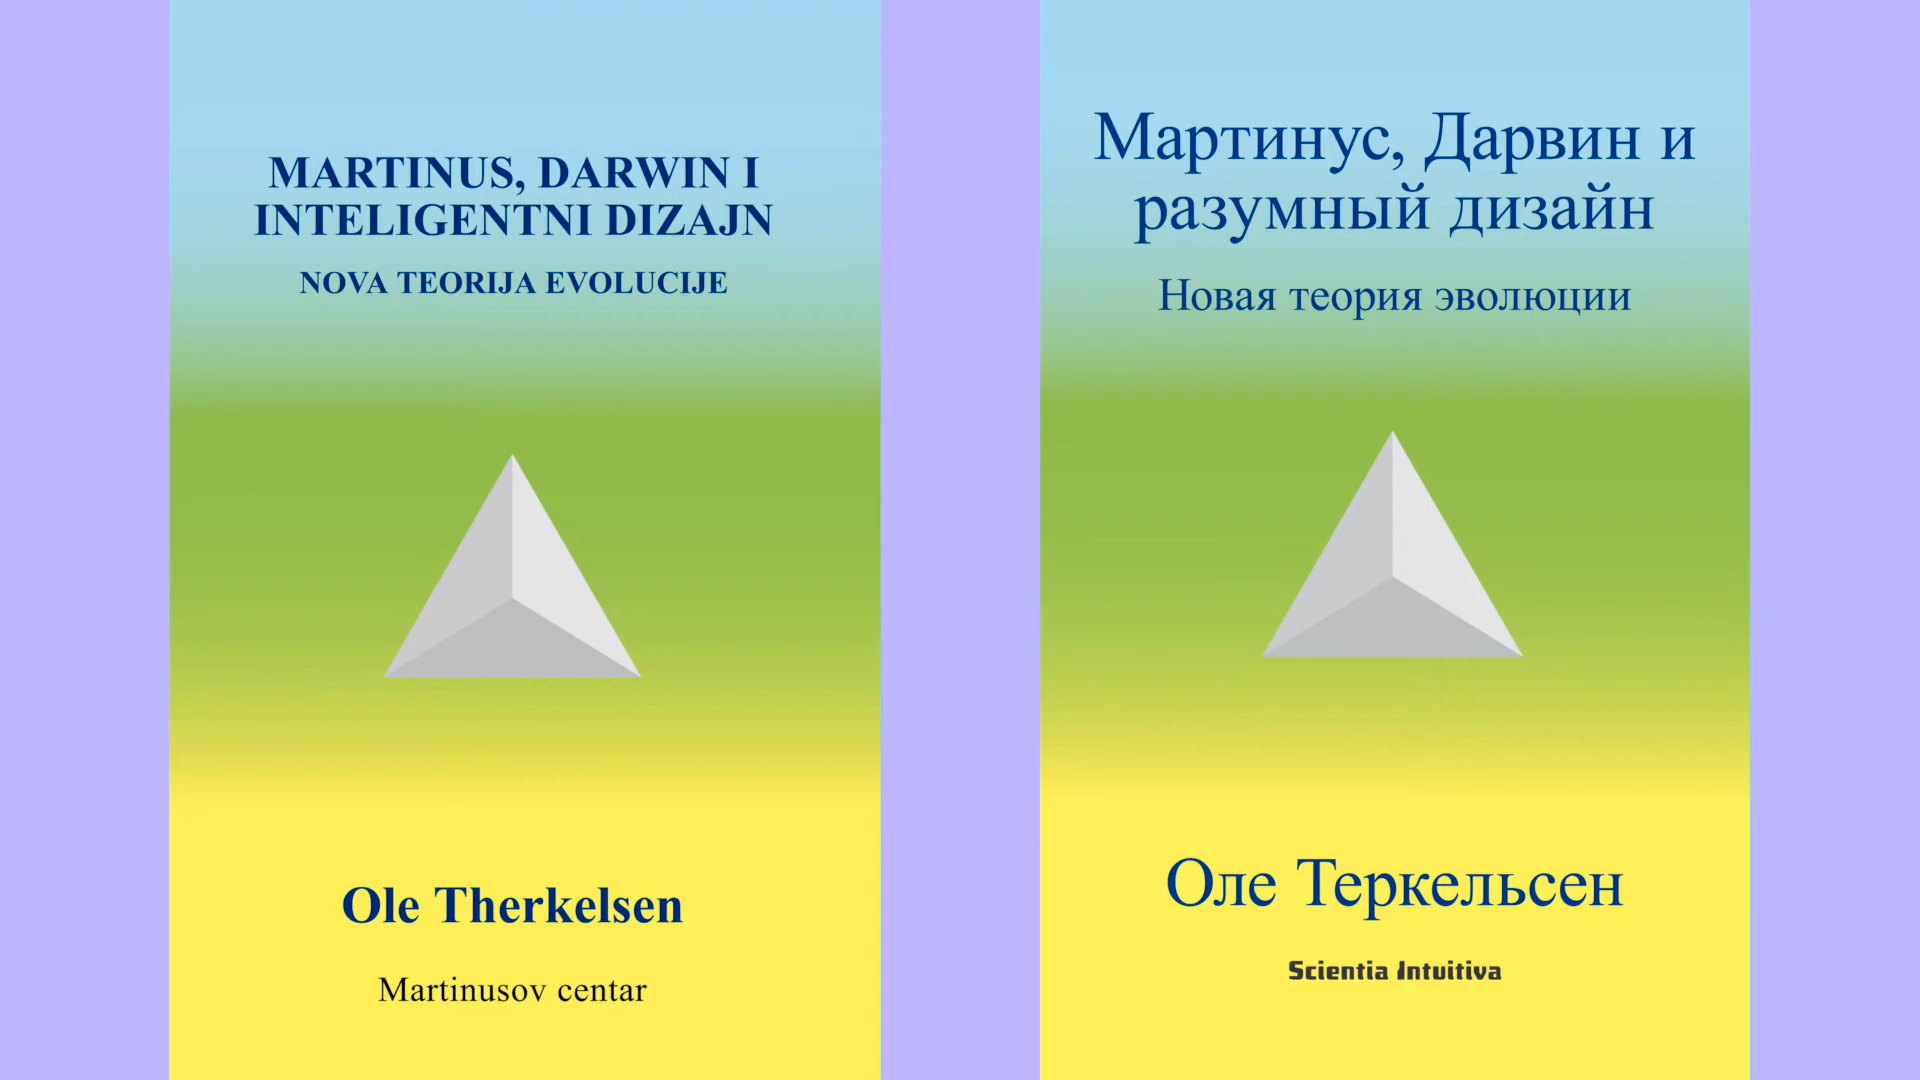 MARTINUS, DARWIN I
INTELIGENTNI DIZAJN
NOVA TEORIJA EVOLUCIJE
Ole Therkelsen
Martinusov centar
Мартинус, Дарвин и
разумный дизайн
Новая теория эволюции
Оле Теркельсен
Scientia Intuitiva